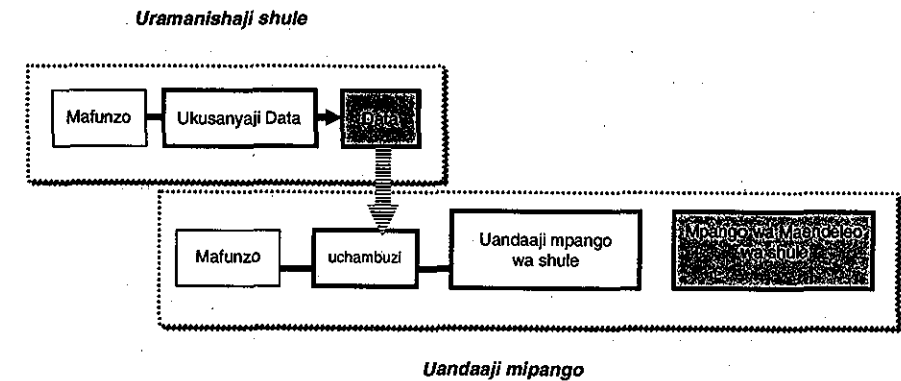 Uramanishaji shule
Mafunzo
Ukusanyaji Data
Data
Mafunzo
uchambuzi
Uandaaji mpango
wa shule
Mpango wa Maendeleo
wa shule
Uandaaji mipango